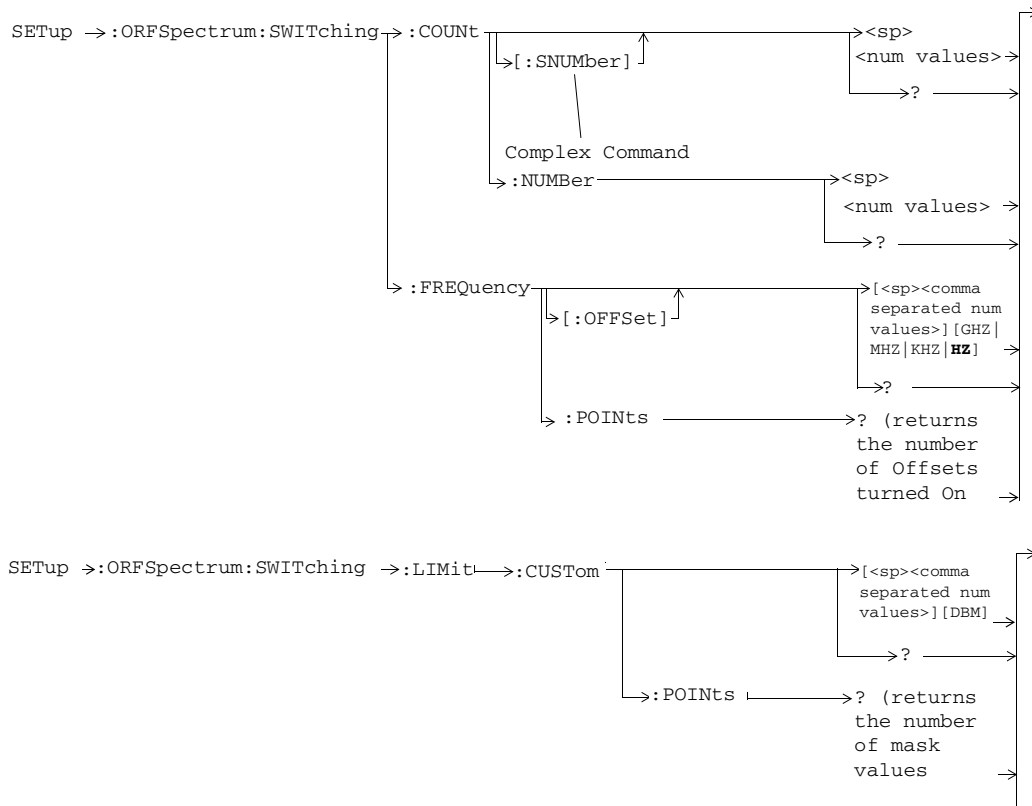 SETup :ORFSpectrum:SWITching :COUNt <sp>
[:SNUMber] <num values>
?
Complex Command
:NUMBer <sp>
<num values>
?
:FREQuency [<sp><comma
[:OFFSet] separated num
values>][GHZ|
MHZ|KHZ|HZ]
?
:POINts ? (returns
the number
of Offsets
turned On
SETup :ORFSpectrum:SWITching :LIMit :CUSTom [<sp><comma
separated num
values>][DBM]
?
:POINts ? (returns
the number
of mask
values